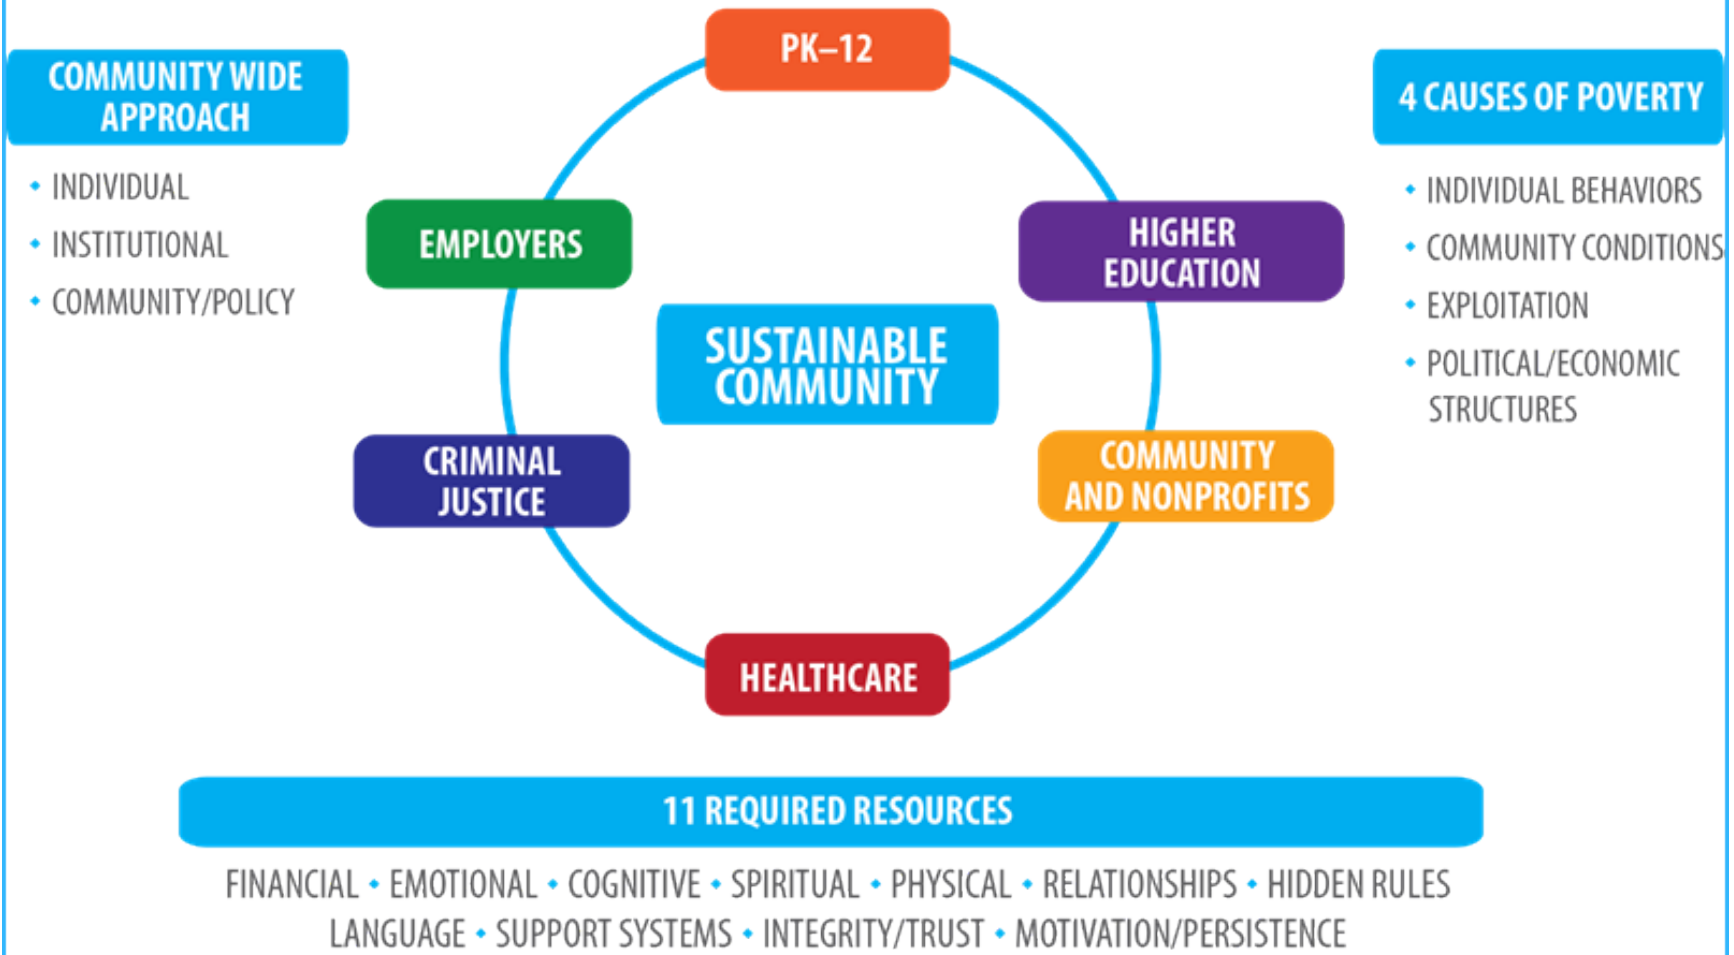 PK–12
COMMUNITY WIDE
APPROACH
• INDIVIDUAL
• INSTITUTIONAL
• COMMUNITY/POLICY
4 CAUSES OF POVERTY
• INDIVIDUAL BEHAVIORS
• COMMUNITY CONDITIONS
• EXPLOITATION
• POLITICAL/ECONOMIC
STRUCTURES
EMPLOYERS
HIGHER
EDUCATION
SUSTAINABLE
COMMUNITY
CRIMINAL
JUSTICE
COMMUNITY
AND NONPROFITS
HEALTHCARE
11 REQUIRED RESOURCES
FINANCIAL • EMOTIONAL • COGNITIVE • SPIRITUAL • PHYSICAL • RELATIONSHIPS • HIDDEN RULES
LANGUAGE • SUPPORT SYSTEMS • INTEGRITY/TRUST • MOTIVATION/PERSISTENCE